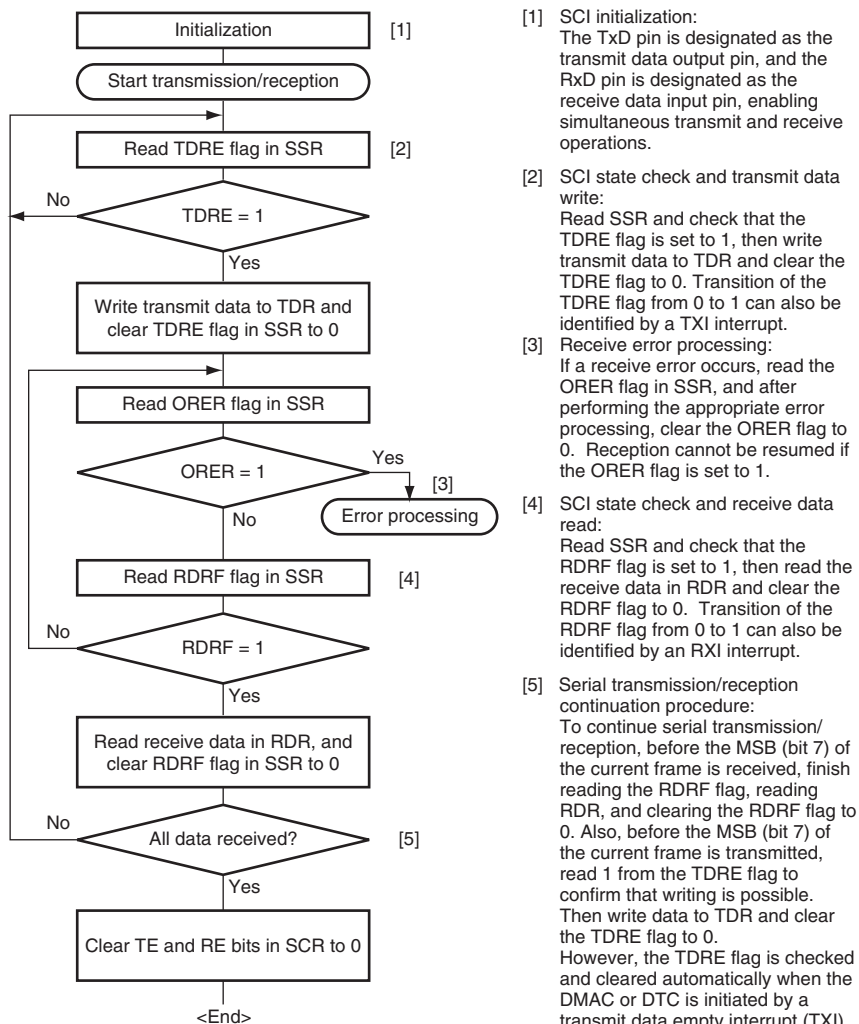 Initialization
[1]
Start transmission/reception
Read TDRE flag in SSR
[2]
No
TDRE = 1
Yes
Write transmit data to TDR and
clear TDRE flag in SSR to 0
Read ORER flag in SSR
ORER = 1
Yes
[3]
Error processing
No
Read RDRF flag in SSR
[4]
No
RDRF = 1
Yes
Read receive data in RDR, and
clear RDRF flag in SSR to 0
No
All data received?
[5]
Yes
Clear TE and RE bits in SCR to 0
<End>
[1] SCI initialization:
The TxD pin is designated as the
transmit data output pin, and the
RxD pin is designated as the
receive data input pin, enabling
simultaneous transmit and receive
operations.
[2] SCI state check and transmit data
write:
Read SSR and check that the
TDRE flag is set to 1, then write
transmit data to TDR and clear the
TDRE flag to 0. Transition of the
TDRE flag from 0 to 1 can also be
identified by a TXI interrupt.
[3] Receive error processing:
If a receive error occurs, read the
ORER flag in SSR, and after
performing the appropriate error
processing, clear the ORER flag to
0. Reception cannot be resumed if
the ORER flag is set to 1.
[4] SCI state check and receive data
read:
Read SSR and check that the
RDRF flag is set to 1, then read the
receive data in RDR and clear the
RDRF flag to 0. Transition of the
RDRF flag from 0 to 1 can also be
identified by an RXI interrupt.
[5] Serial transmission/reception
continuation procedure:
To continue serial transmission/
reception, before the MSB (bit 7) of
the current frame is received, finish
reading the RDRF flag, reading
RDR, and clearing the RDRF flag to
0. Also, before the MSB (bit 7) of
the current frame is transmitted,
read 1 from the TDRE flag to
confirm that writing is possible.
Then write data to TDR and clear
the TDRE flag to 0.
However, the TDRE flag is checked
and cleared automatically when the
DMAC or DTC is initiated by a
transmit data empty interrupt (TXI)